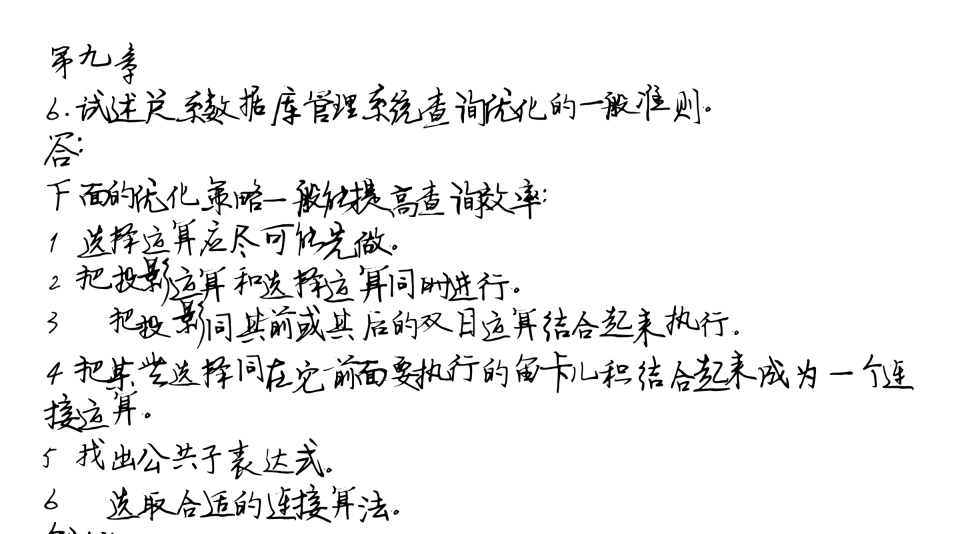 第九章
6.试述关系数据库管理系统查询优化的一般准则。
答:
下面的优化策略一般能提高查询效率:
1 选择运算应尽可能先做。
2 把投影运算和选择运算同时进行。
3 把投影同其前或其后的双目运算结合起来执行.
4 把某些选择同在它前面要执行的笛卡儿积结合起来成为一个连
接运算。
5 找出公共子表达式.
6 选取合适的连接算法。